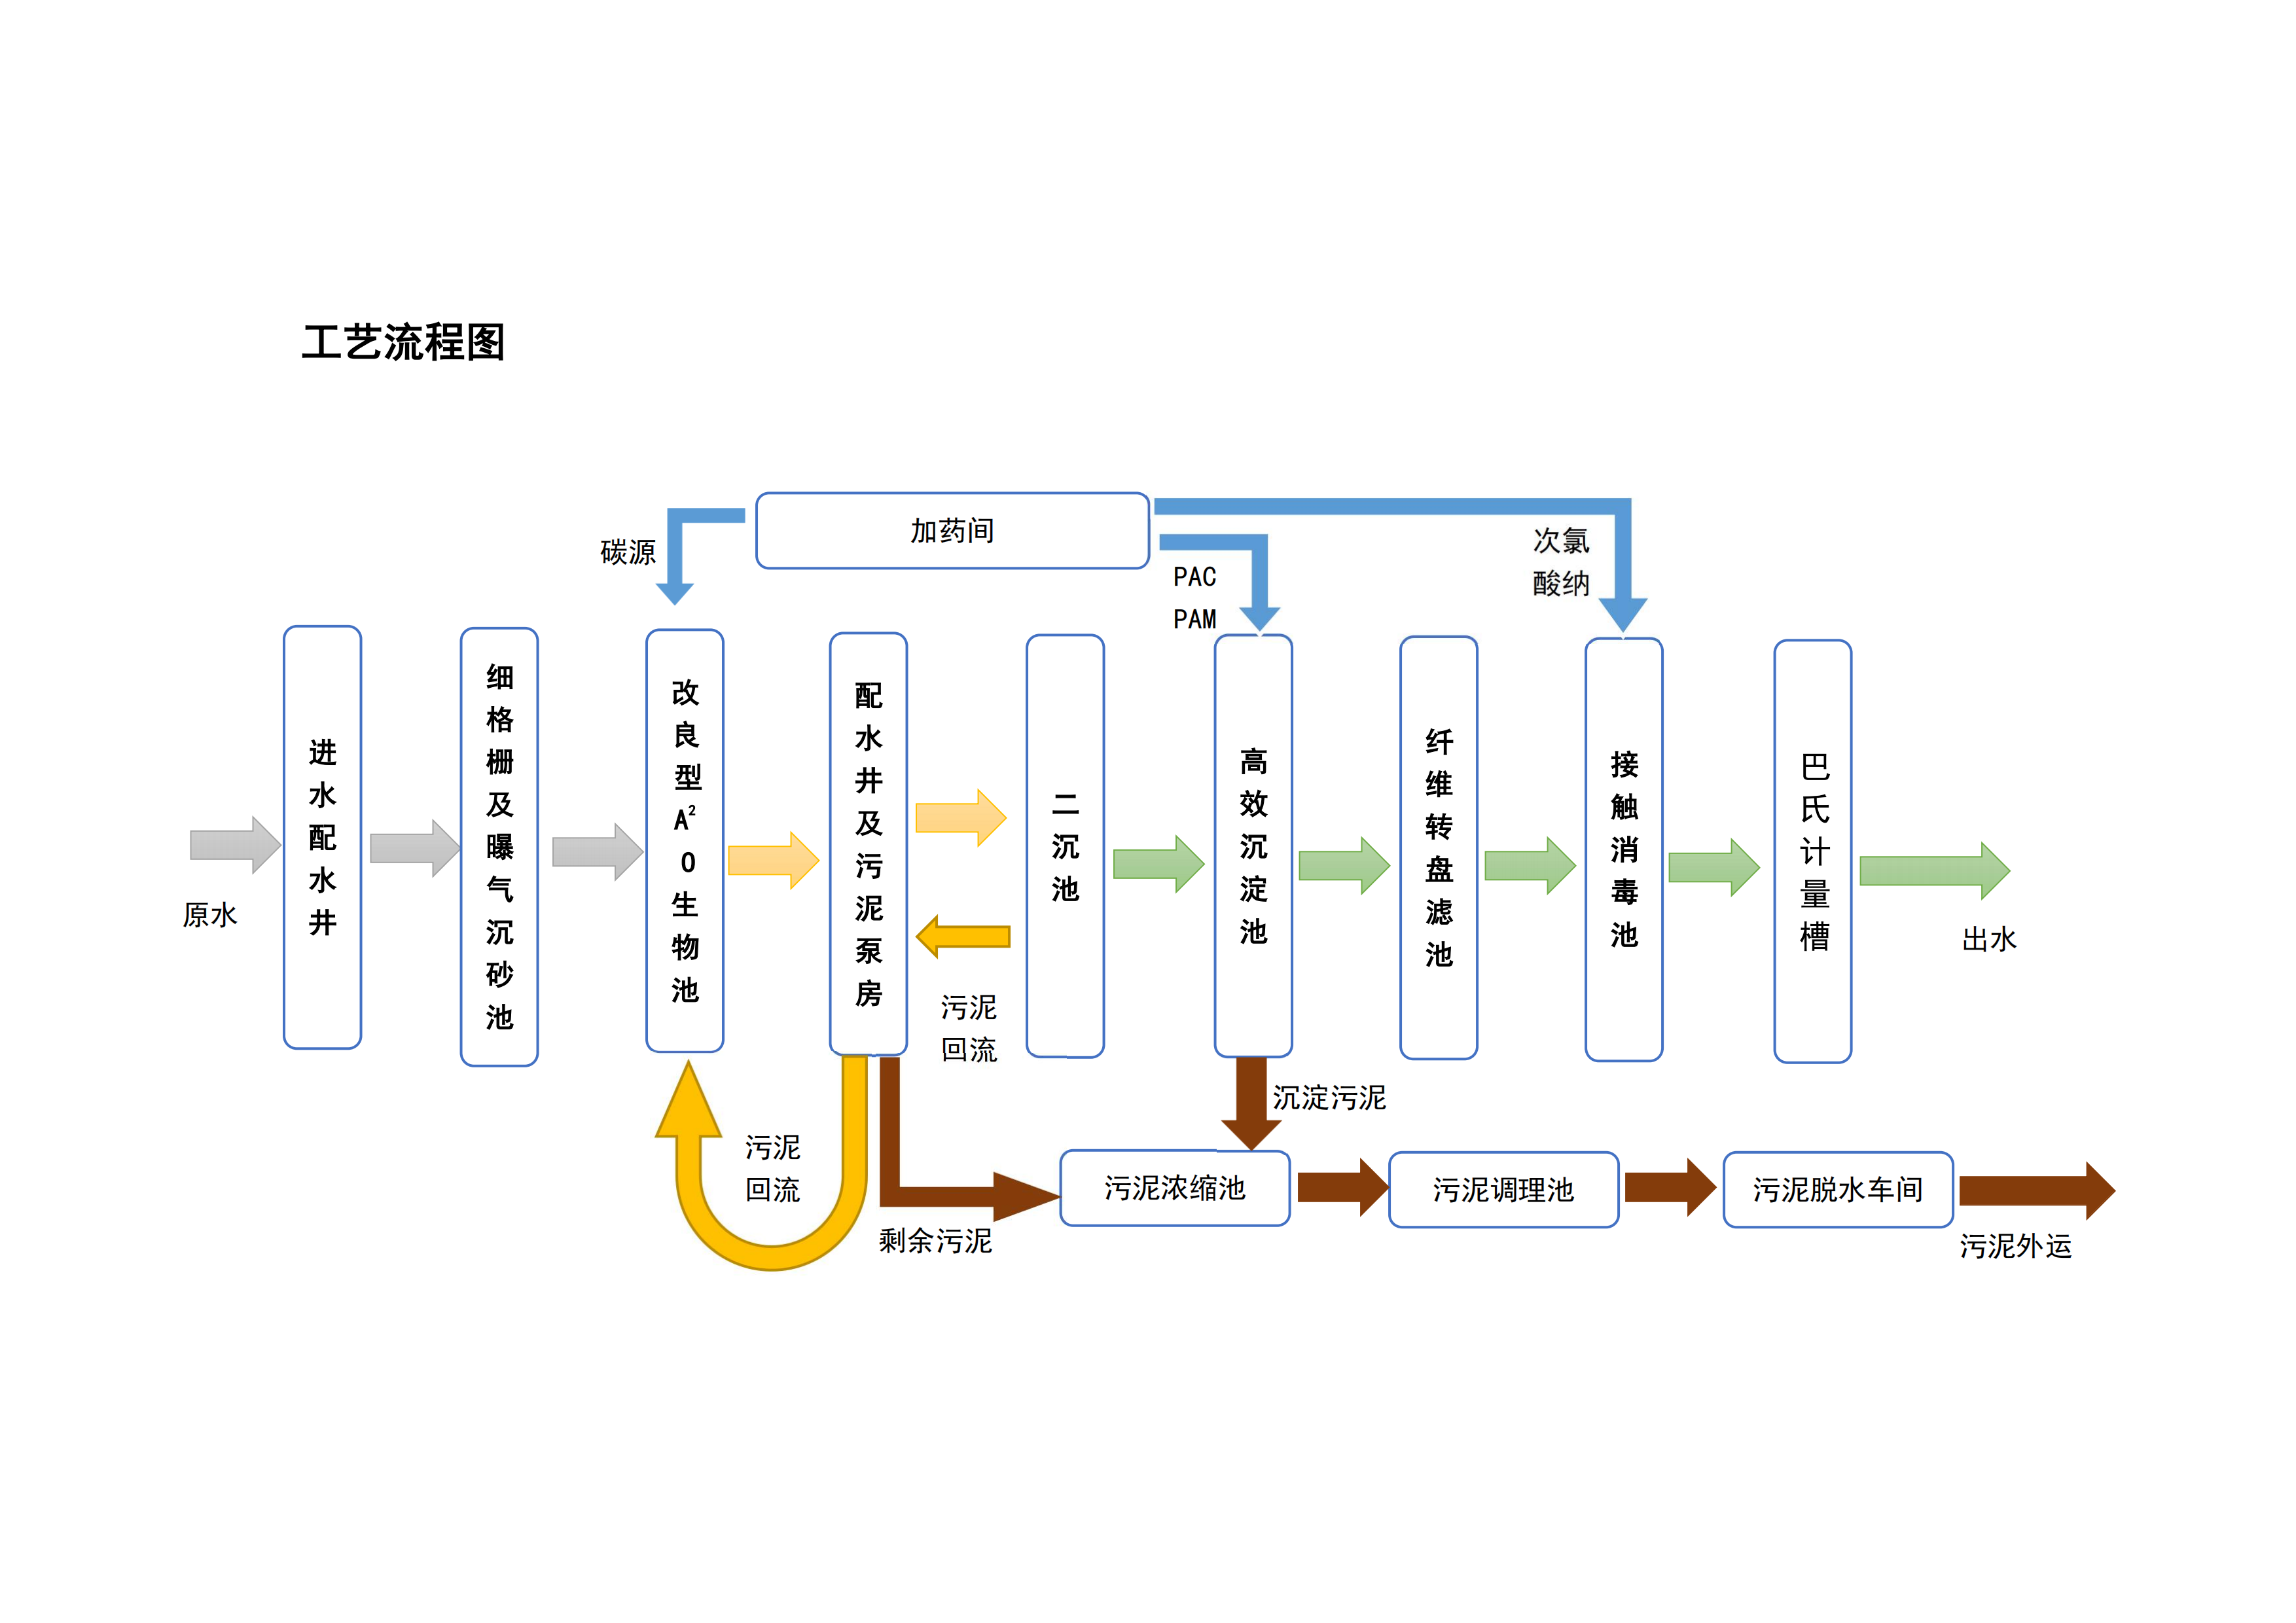 工艺流程图
加药间
碳源
PAC
PAM
次氯
酸纳
原水
进水配水井
细格栅及曝气沉砂池
改良型A²O生物池
配水井及污泥泵房
污泥
回流
二沉池
高效沉淀池
纤维转盘滤池
接触消毒池
巴氏计量槽
出水
污泥
回流
剩余污泥
沉淀污泥
污泥浓缩池
污泥调理池
污泥脱水车间
污泥外运